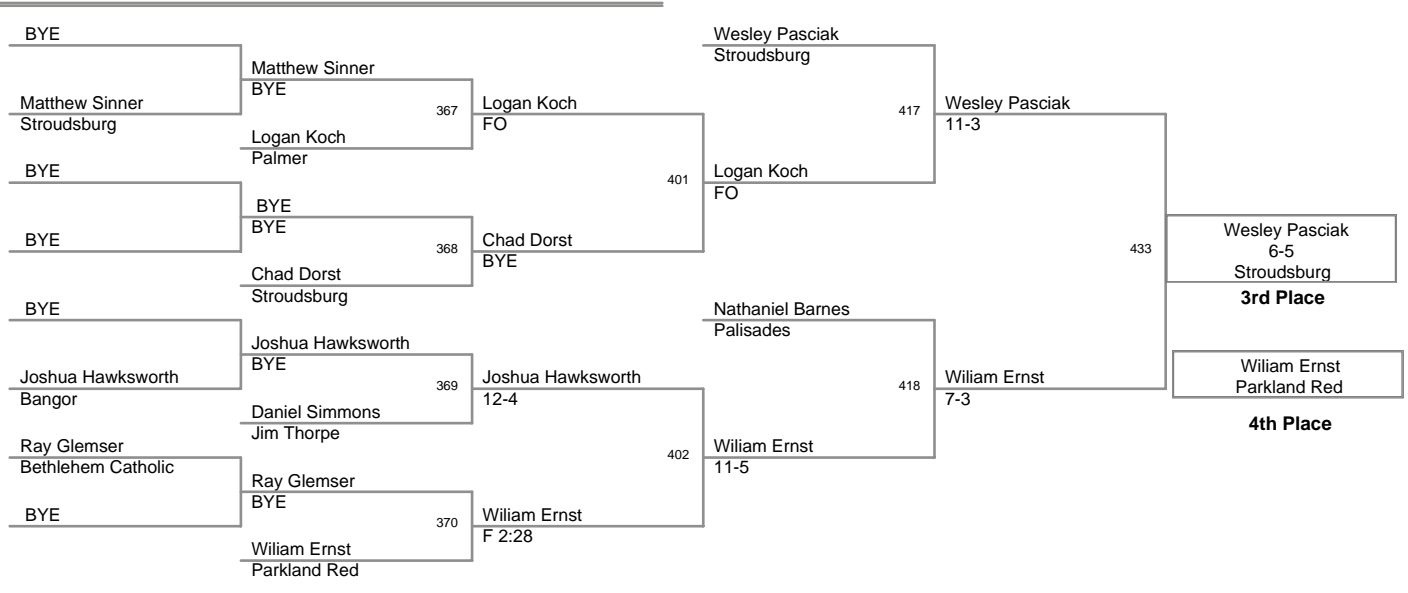 BYE
Matthew Sinner
Stroudsburg
BYE
BYE
BYE
Joshua Hawksworth
Bangor
Ray Glemser
Bethlehem Catholic
BYE
Matthew Sinner
BYE
367
Logan Koch
Palmer
BYE
BYE
368
Chad Dorst
Stroudsburg
Joshua Hawksworth
BYE
369
Daniel Simmons
Jim Thorpe
Ray Glemser
BYE
370
Wiliam Ernst
Parkland Red
Logan Koch
FO
401
Chad Dorst
BYE
Joshua Hawksworth
12-4
402
Wiliam Ernst
F 2:28
Wesley Pasciak
Stroudsburg
417
Logan Koch
FO
Nathaniel Barnes
Palisades
418
Wiliam Ernst
11-5
Wesley Pasciak
11-3
433
Wiliam Ernst
7-3
Wesley Pasciak
6-5
Stroudsburg
3rd Place
Wiliam Ernst
Parkland Red
4th Place